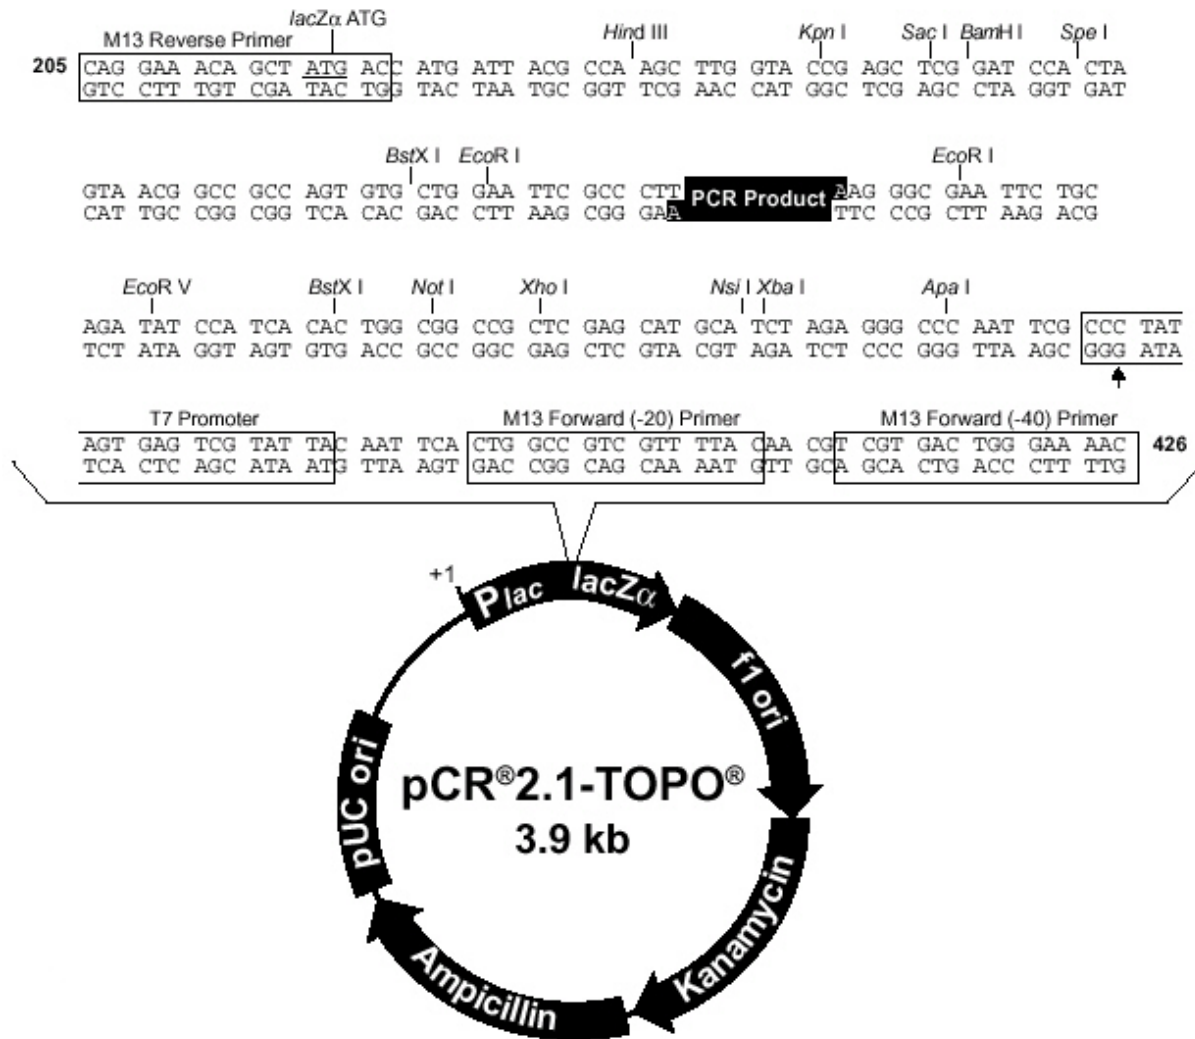 lacZα ATG
M13 Reverse Primer
Hind III Kpn I Sac I BamH I Spe I
205 CAG GAA ACA GCT ATG ACC ATG ATT ACG CCA AGC TTG GTA CCG AGC TCG GAT CCA CTA
GTC CTT TGT CGA TAC TGG TAC TAA TGC GGT TCG AAC CAT GGC TCG AGC CTA GGT GAT
BstX I EcoR I EcoR I
GTA ACG GCC GCC AGT GTG CTG GAA TTC GCC CTT PCR Product AAG GGC GAA TTC TGC
CAT TGC CGG CGG TCA CAC GAC CTT AAG CGG GAA TTC CCG CTT AAG ACG
EcoR V BstX I Not I Xho I Nsi I Xba I Apa I
AGA TAT CCA TCA CAC TGG CGG CCG CTC GAG CAT GCA TCT AGA GGG CCC AAT TCG CCC TAT
TCT ATA GGT AGT GTG ACC GCC GGC GAG CTC GTA CGT AGA TCT CCC GGG TTA AGC GGG ATA
T7 Promoter M13 Forward (-20) Primer M13 Forward (-40) Primer
AGT GAG TCG TAT TAC AAT TCA CTG GCC GTC GTT TTA CAA CGT CGT GAC TGG GAA AAC 426
TCA CTC AGC ATA ATG TTA AGT GAC CGG CAG CAA AAT GTT GCA GCA CTG ACC CTT TTG
+1
Plac lacZα
f1 ori
Kanamycin
Ampicillin
pUC ori
pCR®2.1-TOPO®
3.9 kb